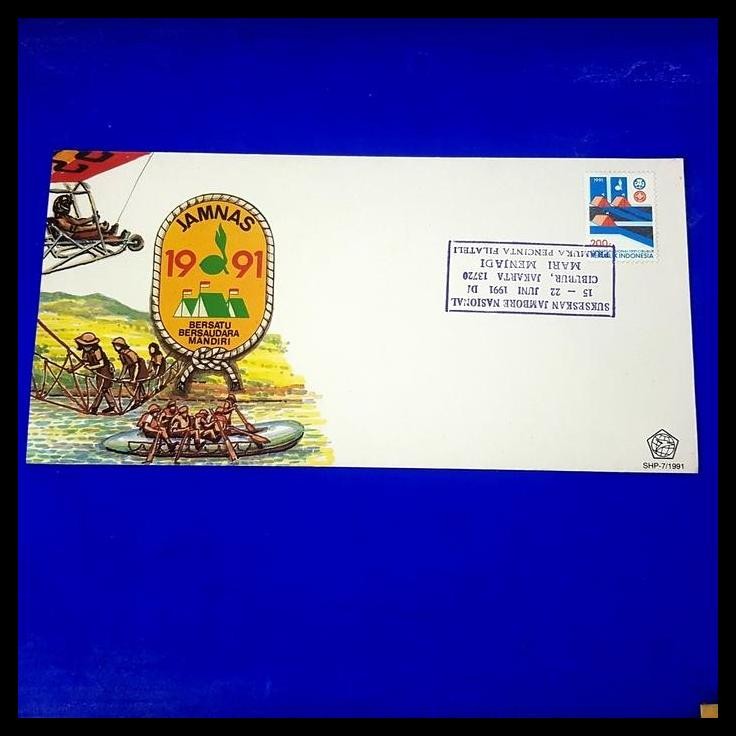 JAMNAS
1991
BERSATU
BERSAUDARA
MANDIRI
1991
200
INDONESIA
SUKSESKAN JAMBORE NASIONAL
15 - 22 JUNI 1991 DI
CIBUBUR, JAKARTA 13720
MARI MENJADI
PRAMUKA PENCINTA FILATELI
SHP-7/1991